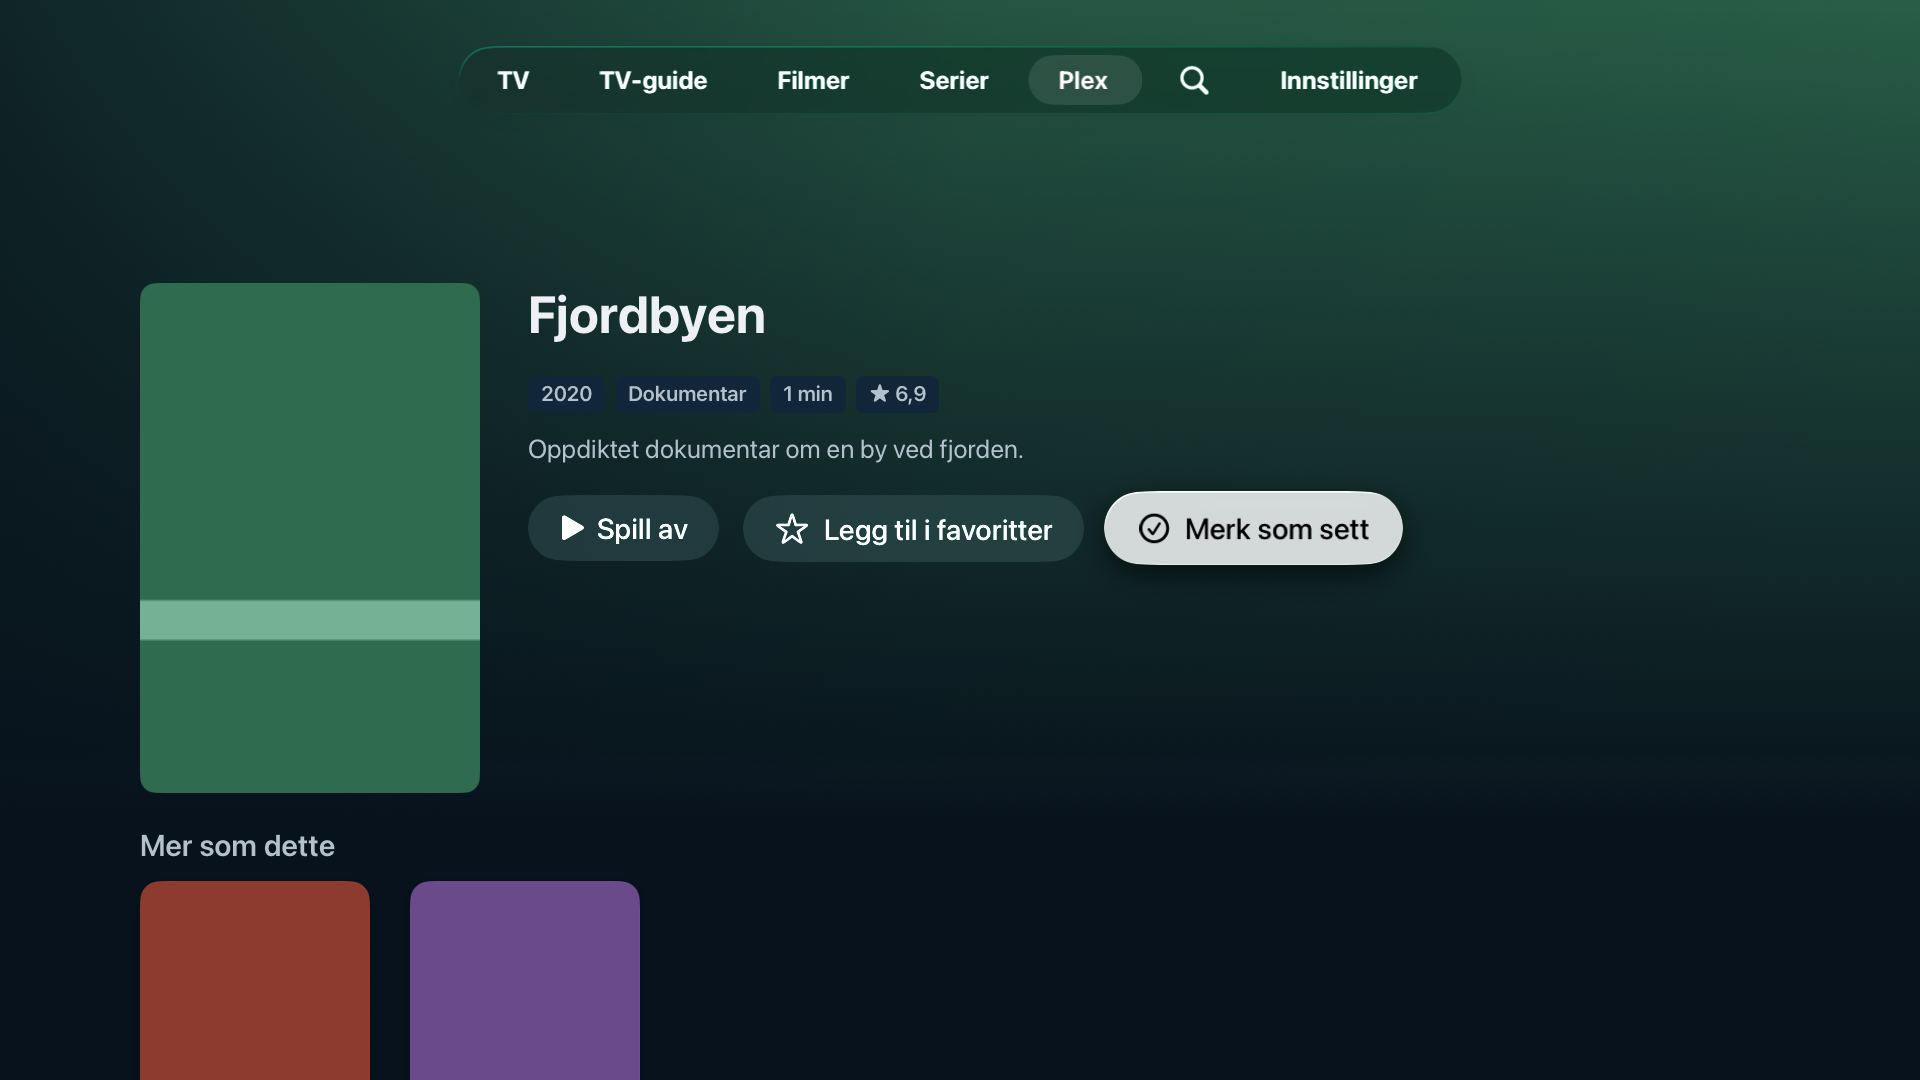 TV TV-guide Filmer Serier Plex Innstillinger
Fjordbyen
2020 Dokumentar 1 min ★ 6,9
Oppdiktet dokumentar om en by ved fjorden.
Spill av Legg til i favoritter Merk som sett
Mer som dette